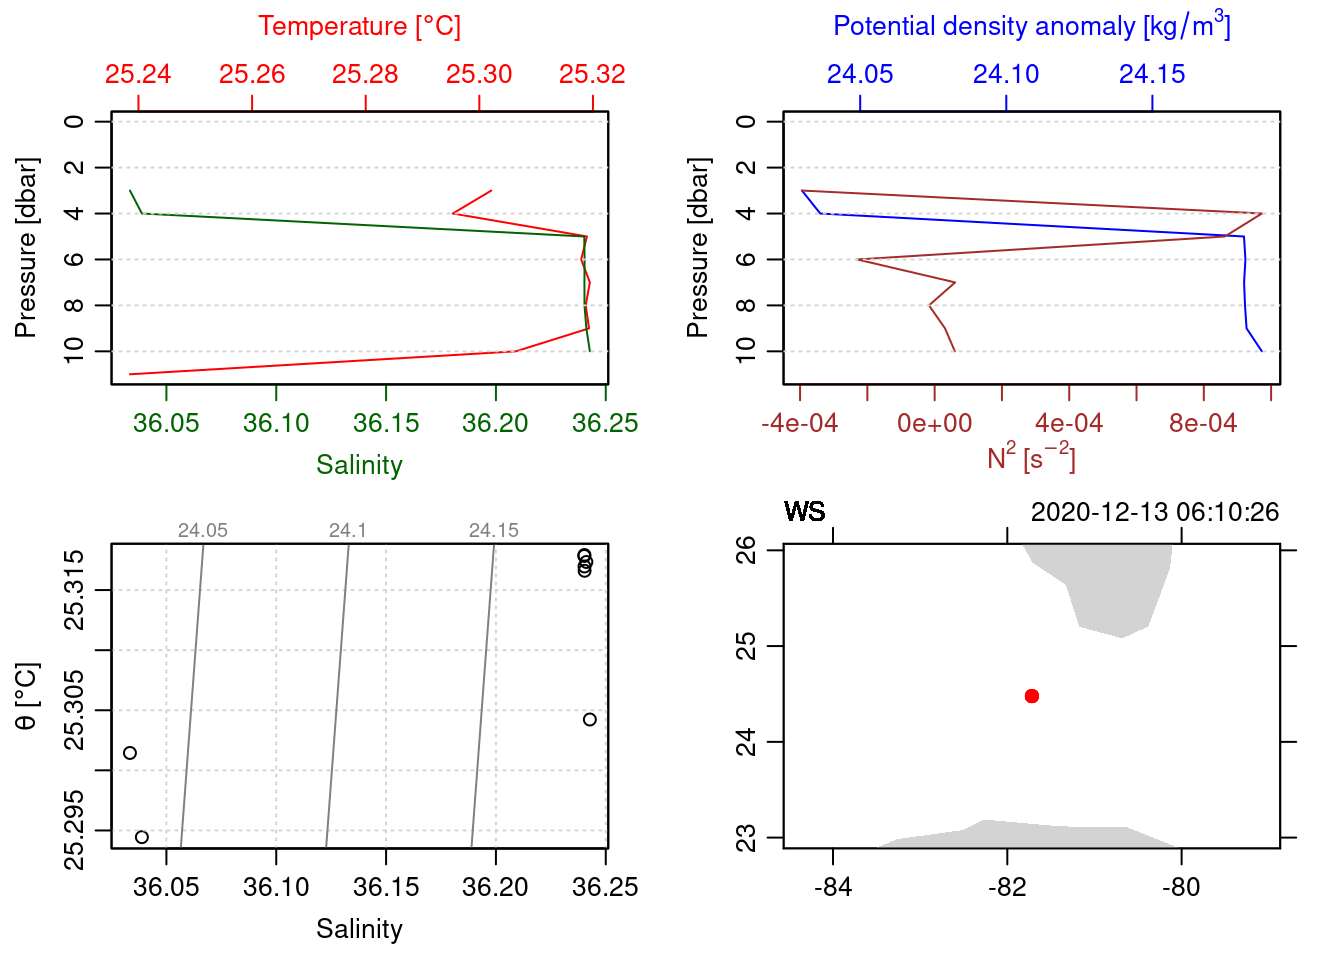 Temperature [°C]
25.24 25.26 25.28 25.30 25.32
Pressure [dbar]
0
2
4
6
8
10
36.05 36.10 36.15 36.20 36.25
Salinity
Potential density anomaly [kg/m³]
24.05 24.10 24.15
Pressure [dbar]
0
2
4
6
8
10
-4e-04 0e+00 4e-04 8e-04
N² [s⁻²]
24.05 24.1 24.15
θ [°C]
25.315
25.305
25.295
36.05 36.10 36.15 36.20 36.25
Salinity
WS 2020-12-13 06:10:26
26
25
24
23
-84 -82 -80